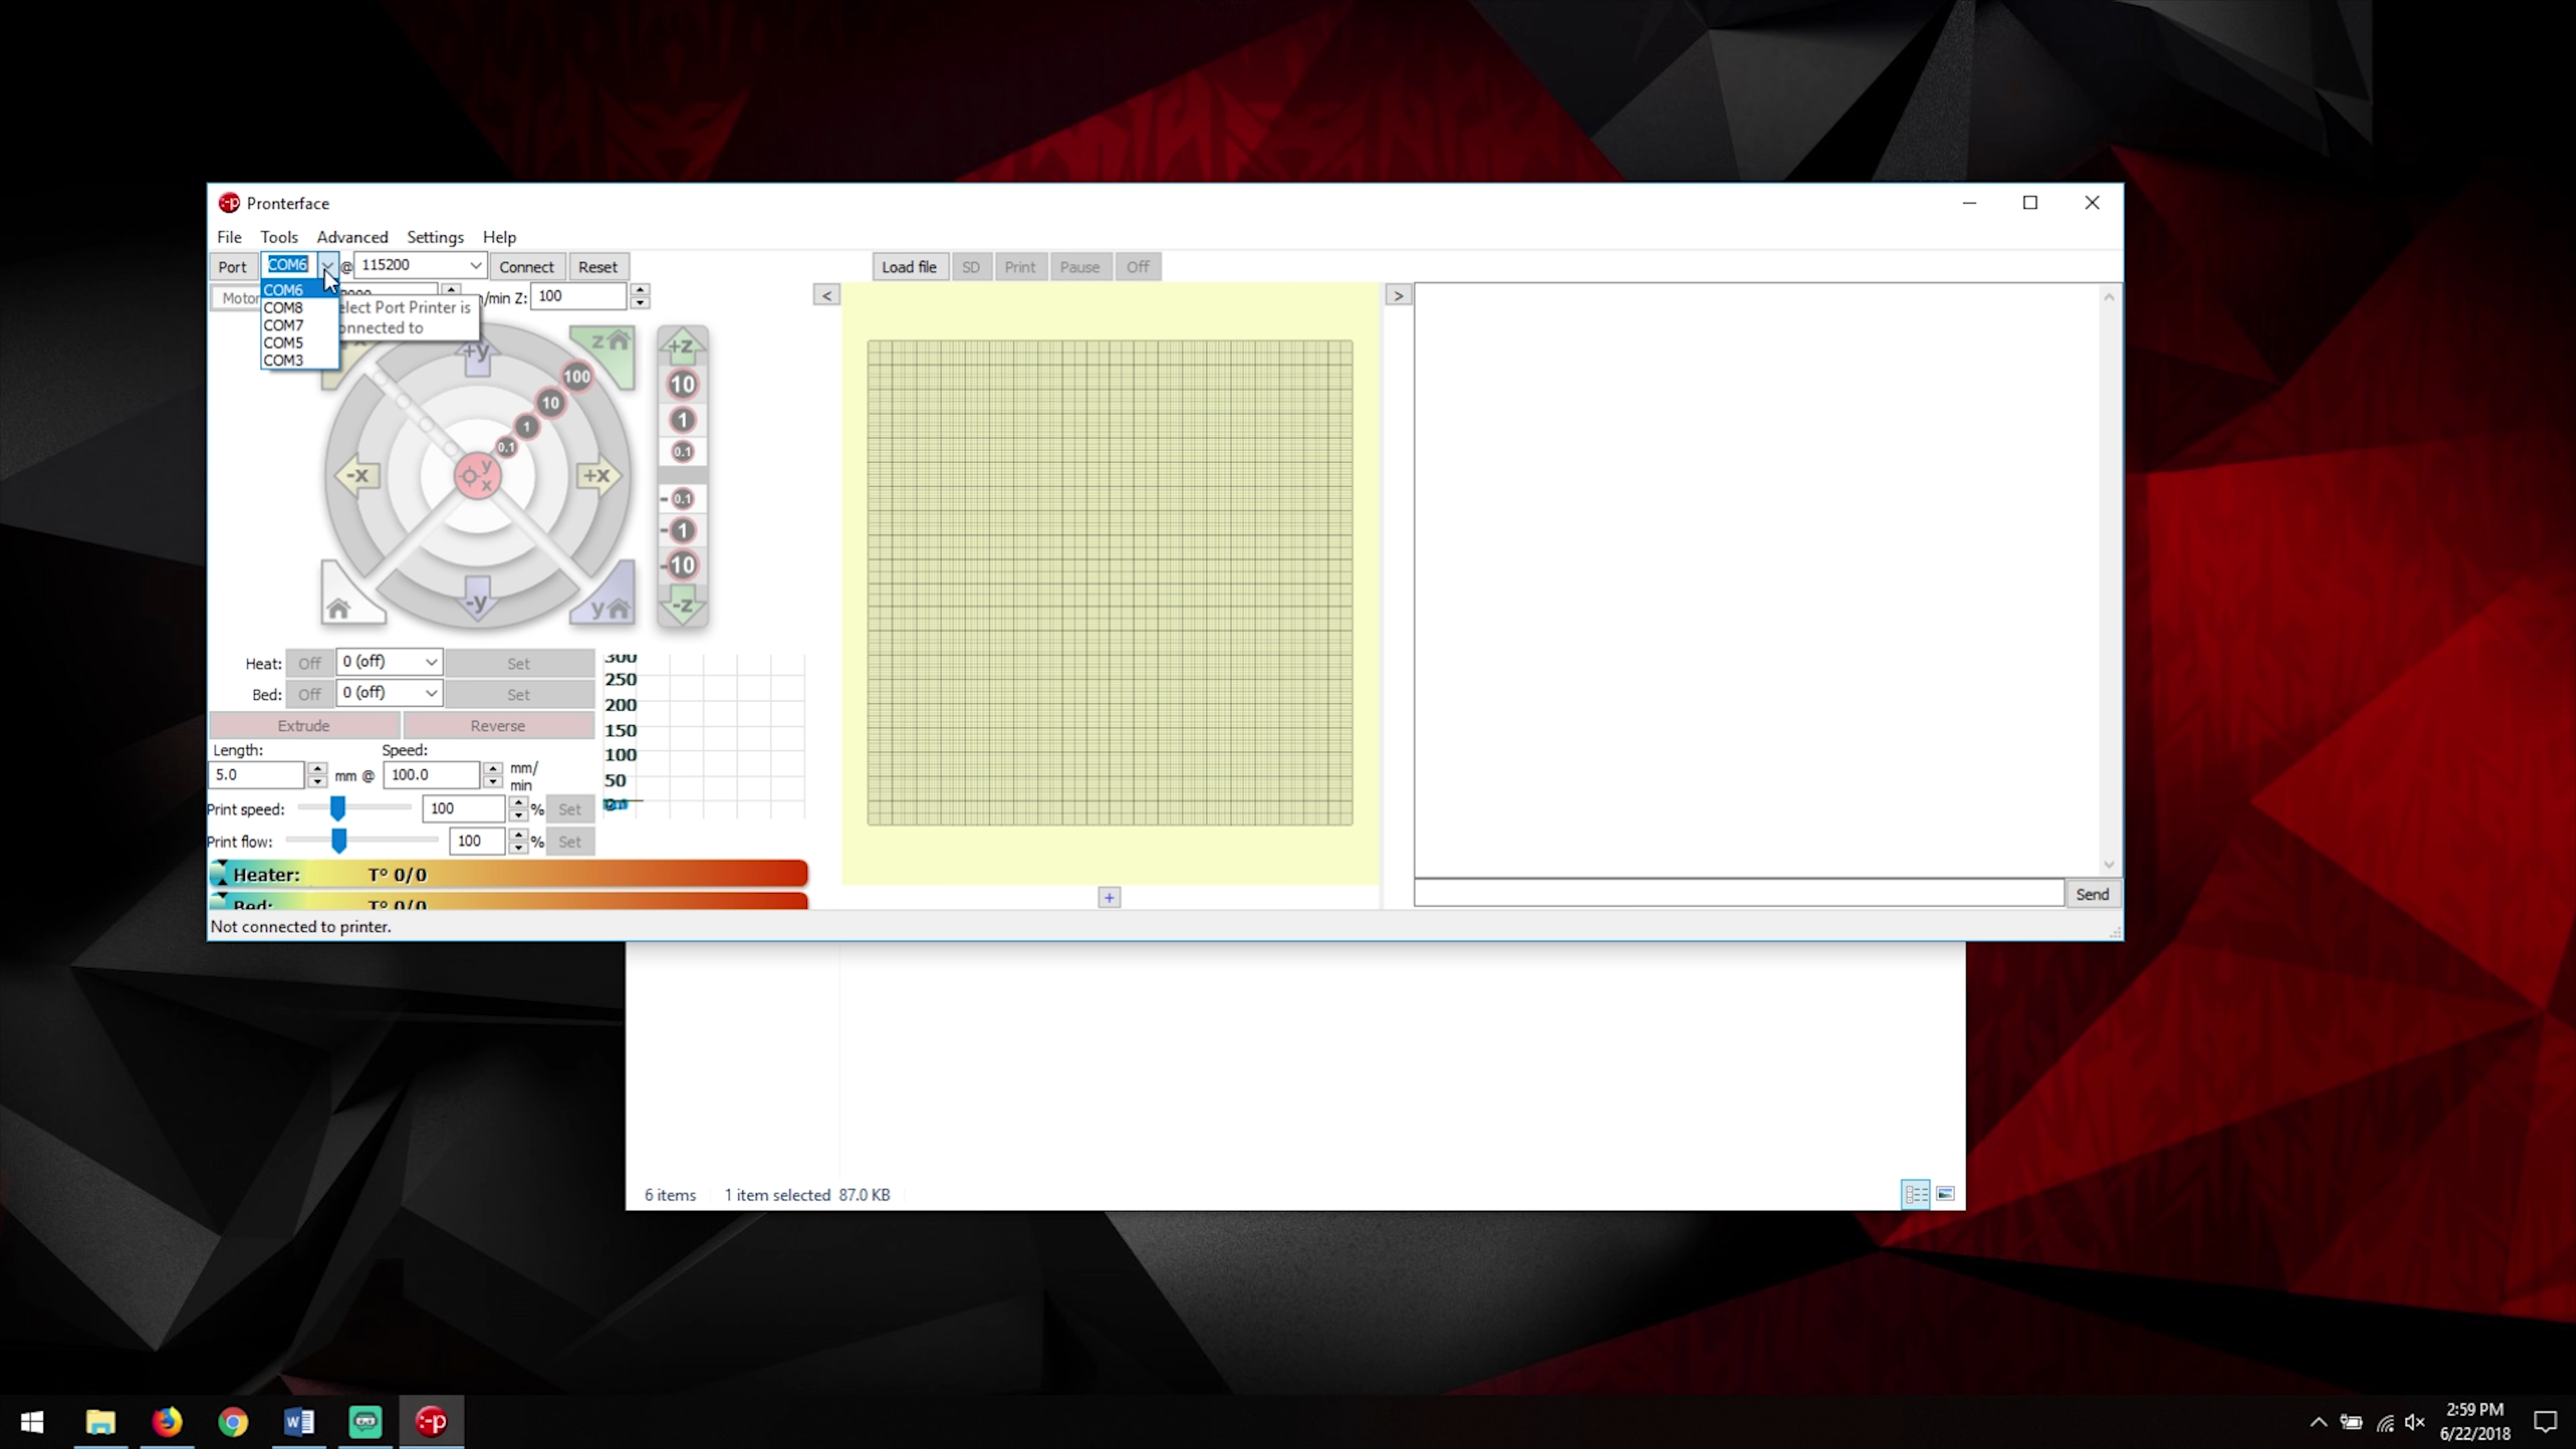 Pronterface
File Tools Advanced Settings Help
Port COM6 @ 115200 Connect Reset Load file SD Print Pause Off
Motor /min Z: 100
COM6
COM8
COM7
COM5
COM3
elect Port Printer is
onnected to
< >
+y z +z
100 10 1 0.1
-x y x +x
10
1
0.1
-0.1
-1
-10
-y y -z
Heat: Off 0 (off) Set
Bed: Off 0 (off) Set
Extrude Reverse
Length: Speed:
5.0 mm @ 100.0 mm/
min
Print speed: 100 % Set
Print flow: 100 % Set
300
250
200
150
100
50
Heater: T° 0/0
Bed: T° 0/0
+
Send
Not connected to printer.
6 items 1 item selected 87.0 KB
2:59 PM
6/22/2018